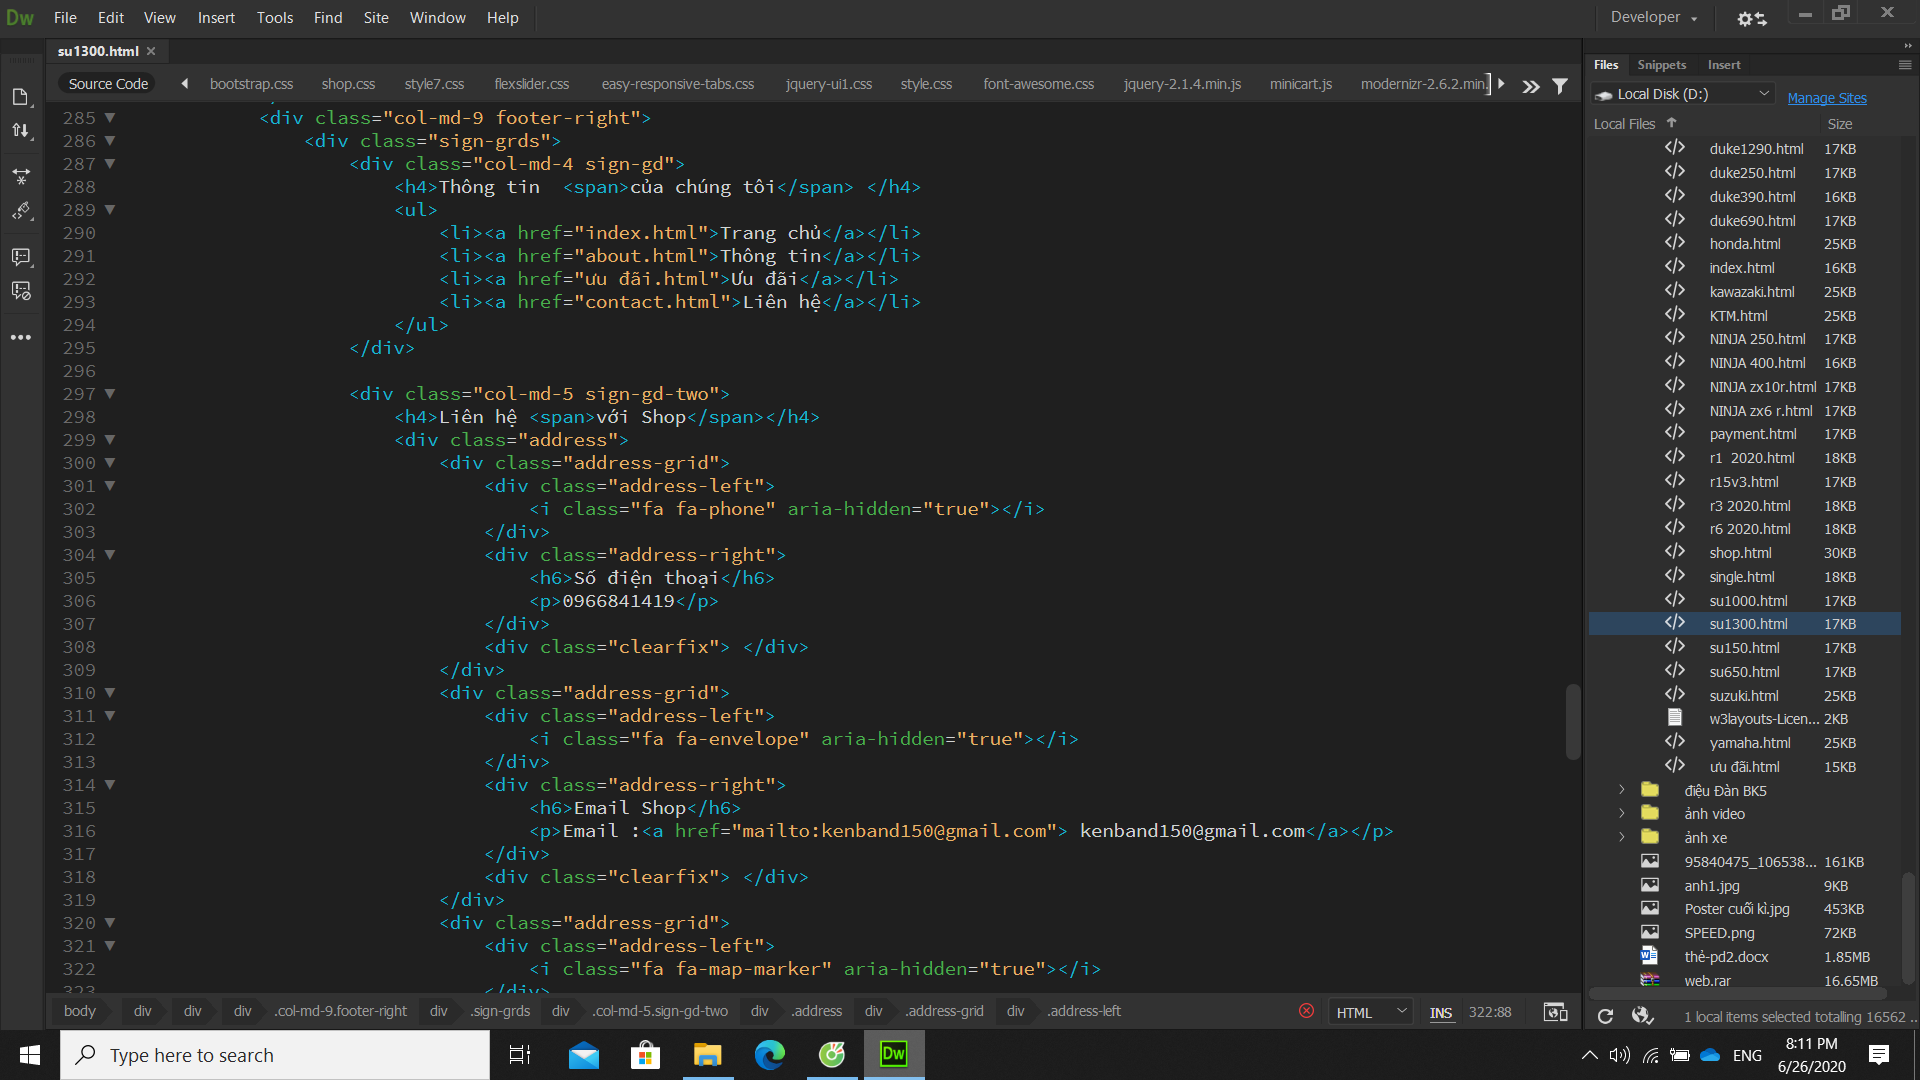 Dw File Edit View Insert Tools Find Site Window Help Developer
su1300.html
Source Code bootstrap.css shop.css style7.css flexslider.css easy-responsive-tabs.css jquery-ui1.css style.css font-awesome.css jquery-2.1.4.min.js minicart.js modernizr-2.6.2.min.
285 <div class="col-md-9 footer-right">
286 <div class="sign-grds">
287 <div class="col-md-4 sign-gd">
288 <h4>Thông tin  <span>của chúng tôi</span> </h4>
289 <ul>
290 <li><a href="index.html">Trang chủ</a></li>
291 <li><a href="about.html">Thông tin</a></li>
292 <li><a href="ưu đãi.html">Ưu đãi</a></li>
293 <li><a href="contact.html">Liên hệ</a></li>
294 </ul>
295 </div>
296
297 <div class="col-md-5 sign-gd-two">
298 <h4>Liên hệ <span>với Shop</span></h4>
299 <div class="address">
300 <div class="address-grid">
301 <div class="address-left">
302 <i class="fa fa-phone" aria-hidden="true"></i>
303 </div>
304 <div class="address-right">
305 <h6>Số điện thoại</h6>
306 <p>0966841419</p>
307 </div>
308 <div class="clearfix"> </div>
309 </div>
310 <div class="address-grid">
311 <div class="address-left">
312 <i class="fa fa-envelope" aria-hidden="true"></i>
313 </div>
314 <div class="address-right">
315 <h6>Email Shop</h6>
316 <p>Email :<a href="mailto:kenband150@gmail.com"> kenband150@gmail.com</a></p>
317 </div>
318 <div class="clearfix"> </div>
319 </div>
320 <div class="address-grid">
321 <div class="address-left">
322 <i class="fa fa-map-marker" aria-hidden="true"></i>
323 </div>
body div div div .col-md-9.footer-right div .sign-grds div .col-md-5.sign-gd-two div .address div .address-grid div .address-left HTML INS 322:88
Files Snippets Insert
Local Disk (D:) Manage Sites
Local Files Size
duke1290.html 17KB
duke250.html 17KB
duke390.html 16KB
duke690.html 17KB
honda.html 25KB
index.html 16KB
kawazaki.html 25KB
KTM.html 25KB
NINJA 250.html 17KB
NINJA 400.html 16KB
NINJA zx10r.html 17KB
NINJA zx6 r.html 17KB
payment.html 17KB
r1  2020.html 18KB
r15v3.html 17KB
r3 2020.html 18KB
r6 2020.html 18KB
shop.html 30KB
single.html 18KB
su1000.html 17KB
su1300.html 17KB
su150.html 17KB
su650.html 17KB
suzuki.html 25KB
w3layouts-Licen... 2KB
yamaha.html 25KB
ưu đãi.html 15KB
điệu Đàn BK5
ảnh video
ảnh xe
95840475_106538... 161KB
anh1.jpg 9KB
Poster cuối kì.jpg 453KB
SPEED.png 72KB
thẻ-pd2.docx 1.85MB
web.rar 16.65MB
1 local items selected totalling 16562 ..
Type here to search
Dw
ENG
8:11 PM
6/26/2020